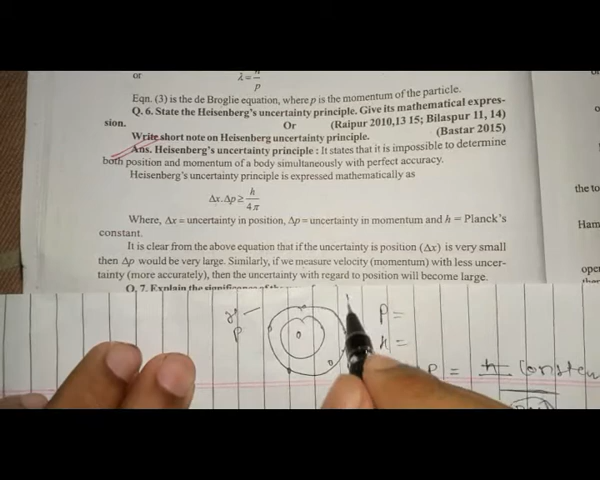 or
λ = h/p
Eqn. (3) is the de Broglie equation, where p is the momentum of the particle.
Q. 6. State the Heisenberg's uncertainty principle. Give its mathematical expres-
sion. (Raipur 2010,13 15; Bilaspur 11, 14)
Or
Write short note on Heisenberg uncertainty principle. (Bastar 2015)
Ans. Heisenberg's uncertainty principle : It states that it is impossible to determine
both position and momentum of a body simultaneously with perfect accuracy.
Heisenberg's uncertainty principle is expressed mathematically as
Δx.Δp ≥ h/4π
Where, Δx = uncertainty in position, Δp = uncertainty in momentum and h = Planck's
constant.
It is clear from the above equation that if the uncertainty is position (Δx) is very small
then Δp would be very large. Similarly, if we measure velocity (momentum) with less uncer-
tainty (more accurately), then the uncertainty with regard to position will become large.
Q. 7. Explain the
the to
Ham
oper
P =
x =
P
P = h Consten